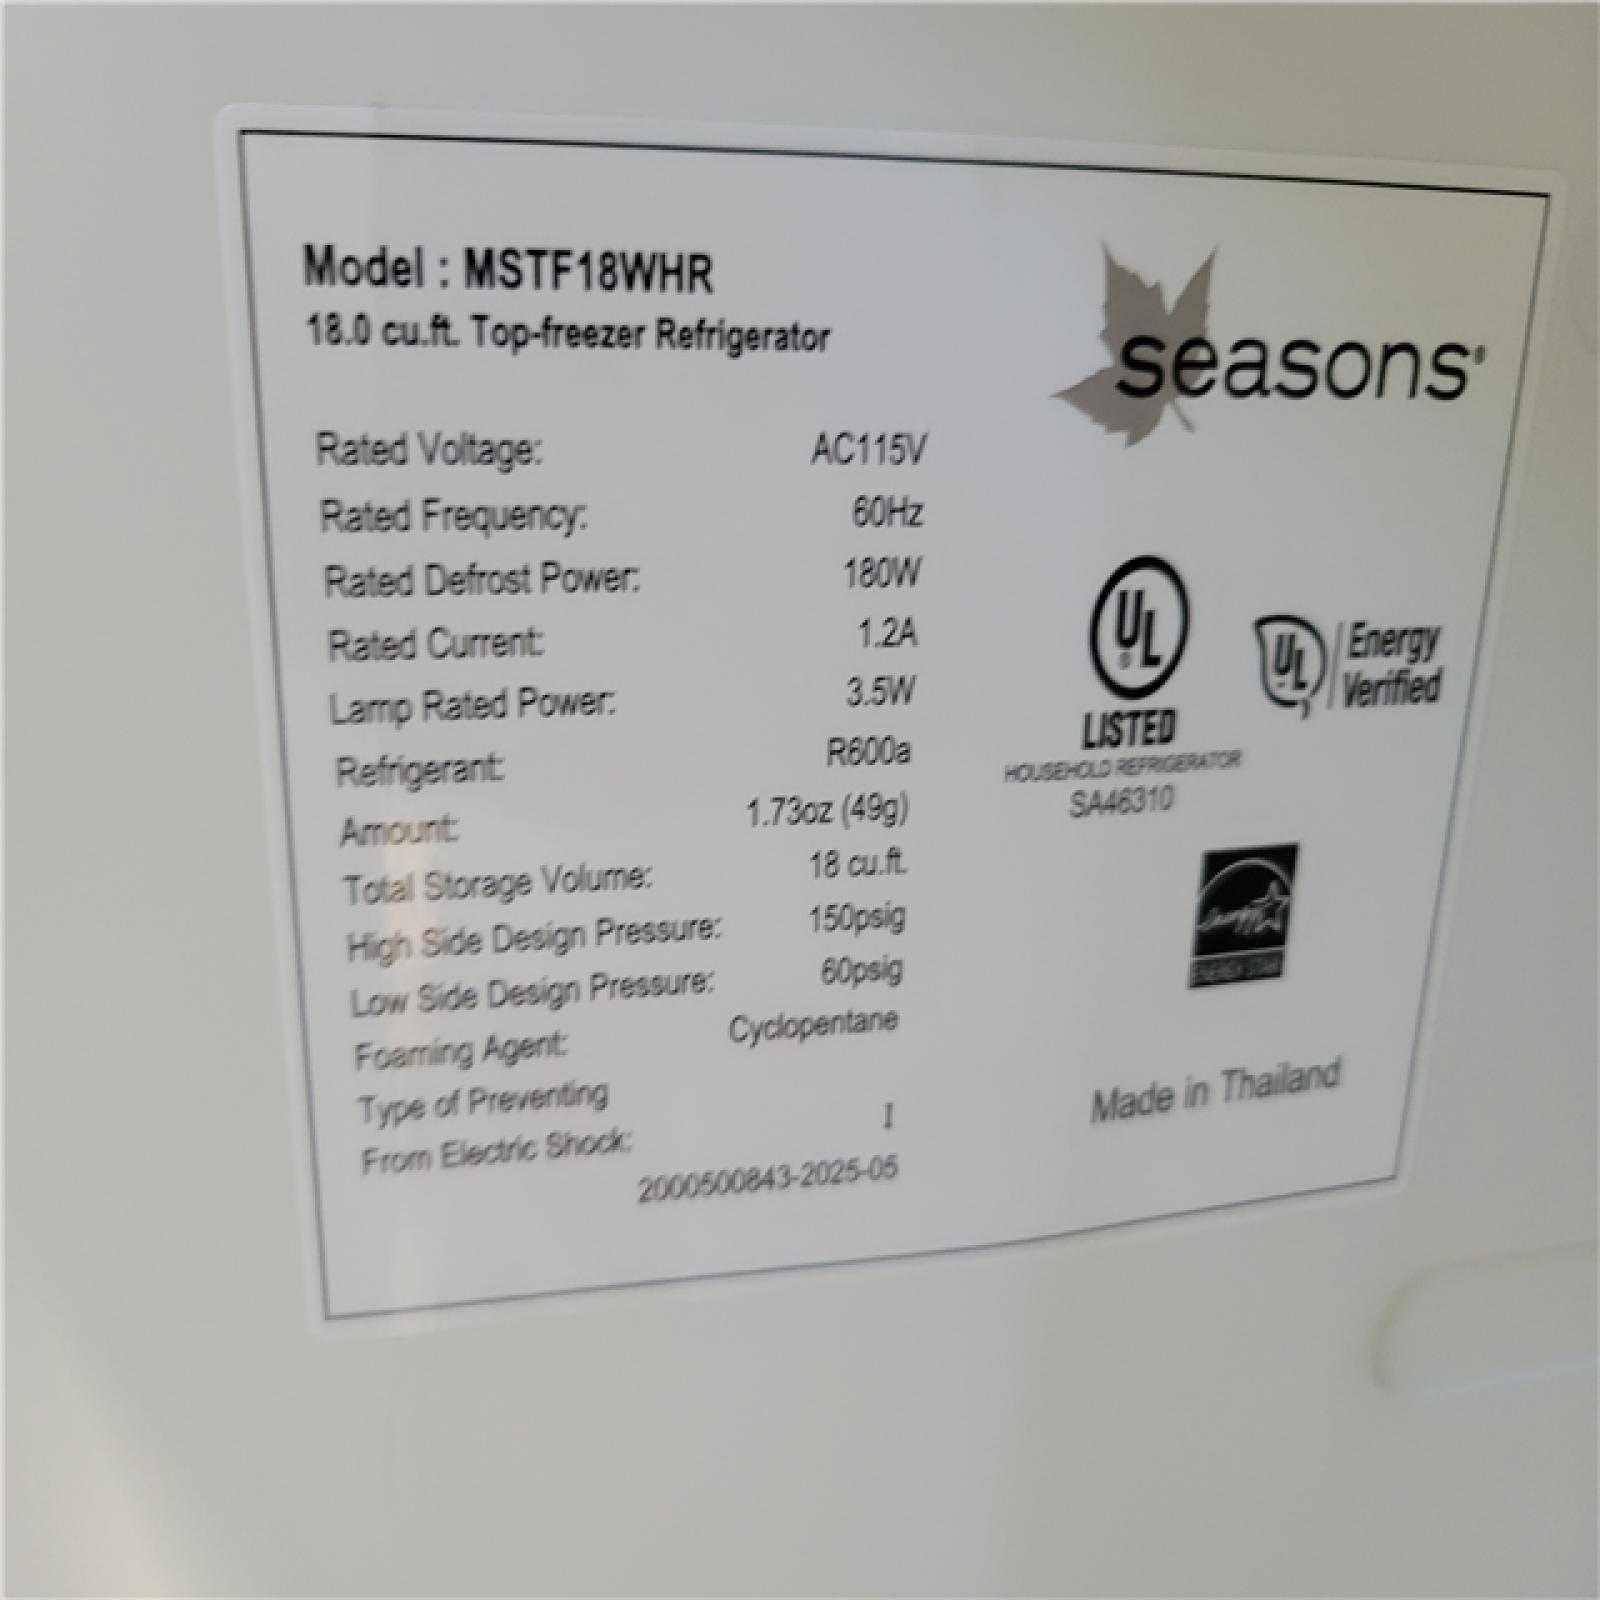 Model : MSTF18WHR
18.0 cu.ft. Top-freezer Refrigerator
seasons®
Rated Voltage: AC115V
Rated Frequency: 60Hz
Rated Defrost Power: 180W
Rated Current: 1.2A
Lamp Rated Power: 3.5W
Refrigerant: R600a
Amount: 1.73oz (49g)
Total Storage Volume: 18 cu.ft.
High Side Design Pressure: 150psig
Low Side Design Pressure: 60psig
Foaming Agent: Cyclopentane
Type of Preventing
From Electric Shock: I
2000500843-2025-05
UL ®
LISTED
HOUSEHOLD REFRIGERATOR
SA46310
UL Energy
Verified
energy
ENERGY STAR
Made in Thailand